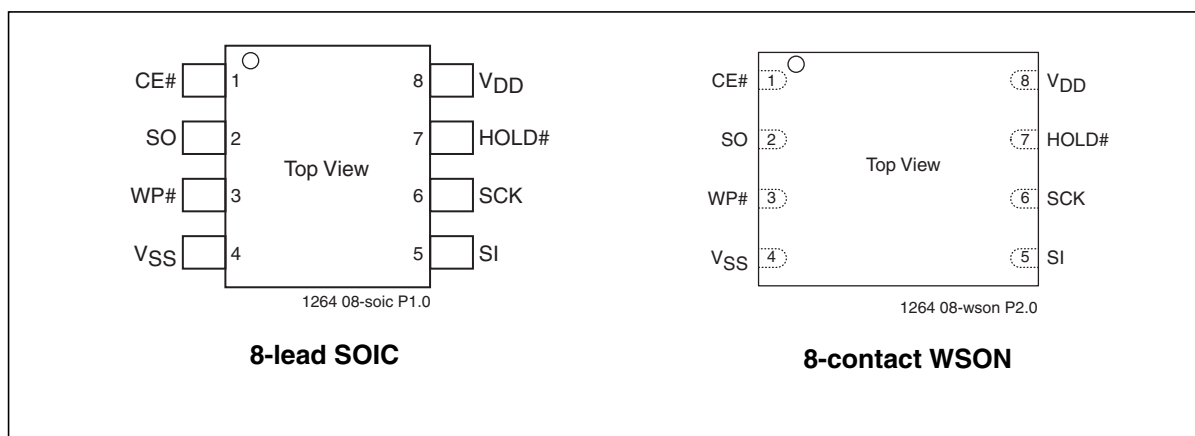 CE# 1 8 VDD
SO 2 7 HOLD#
Top View
WP# 3 6 SCK
VSS 4 5 SI
1264 08-soic P1.0
8-lead SOIC
CE# 1 8 VDD
SO 2 7 HOLD#
Top View
WP# 3 6 SCK
VSS 4 5 SI
1264 08-wson P2.0
8-contact WSON